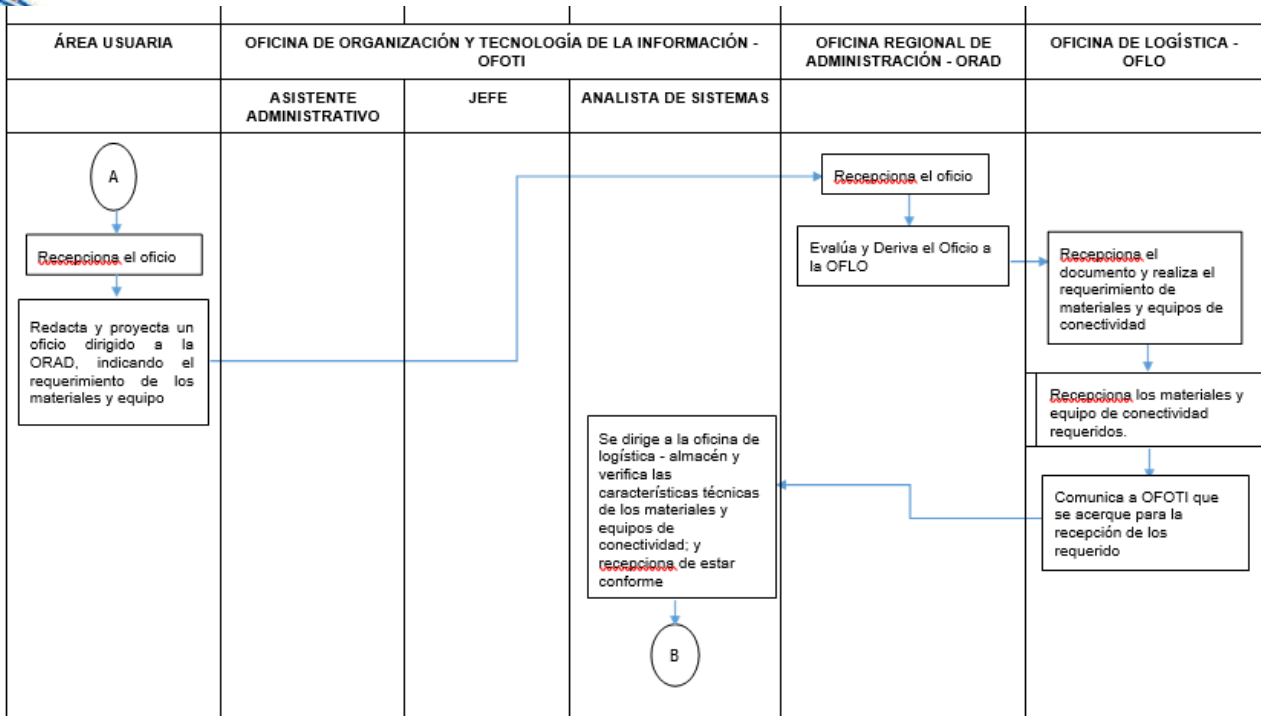 ÁREA USUARIA
OFICINA DE ORGANIZACIÓN Y TECNOLOGÍA DE LA INFORMACIÓN -
OFOTI
OFICINA REGIONAL DE
ADMINISTRACIÓN - ORAD
OFICINA DE LOGÍSTICA -
OFLO
ASISTENTE
ADMINISTRATIVO
JEFE
ANALISTA DE SISTEMAS
A
Recepciona el oficio
Redacta y proyecta un
oficio dirigido a la
ORAD, indicando el
requerimiento de los
materiales y equipo
Recepciona el oficio
Evalúa y Deriva el Oficio a
la OFLO
Recepciona el
documento y realiza el
requerimiento de
materiales y equipos de
conectividad
Recepciona los materiales y
equipo de conectividad
requeridos.
Comunica a OFOTI que
se acerque para la
recepción de los
requerido
Se dirige a la oficina de
logística - almacén y
verifica las
características técnicas
de los materiales y
equipos de
conectividad; y
recepciona de estar
conforme
B